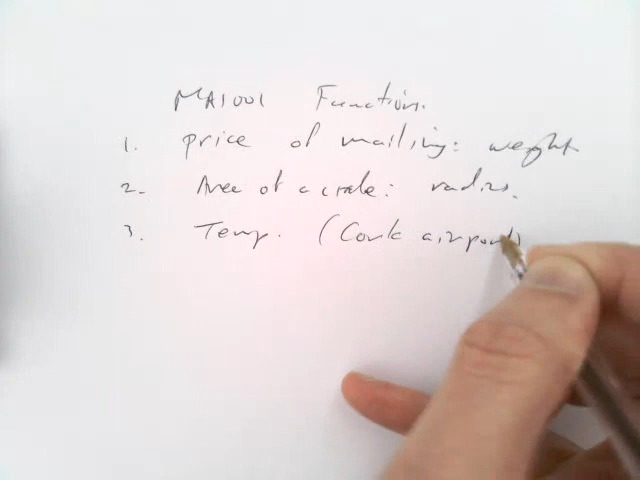 MA1001 Functions.
1. price of mailing: weight
2. Area of a circle: radius.
3. Temp. (Cork airport)